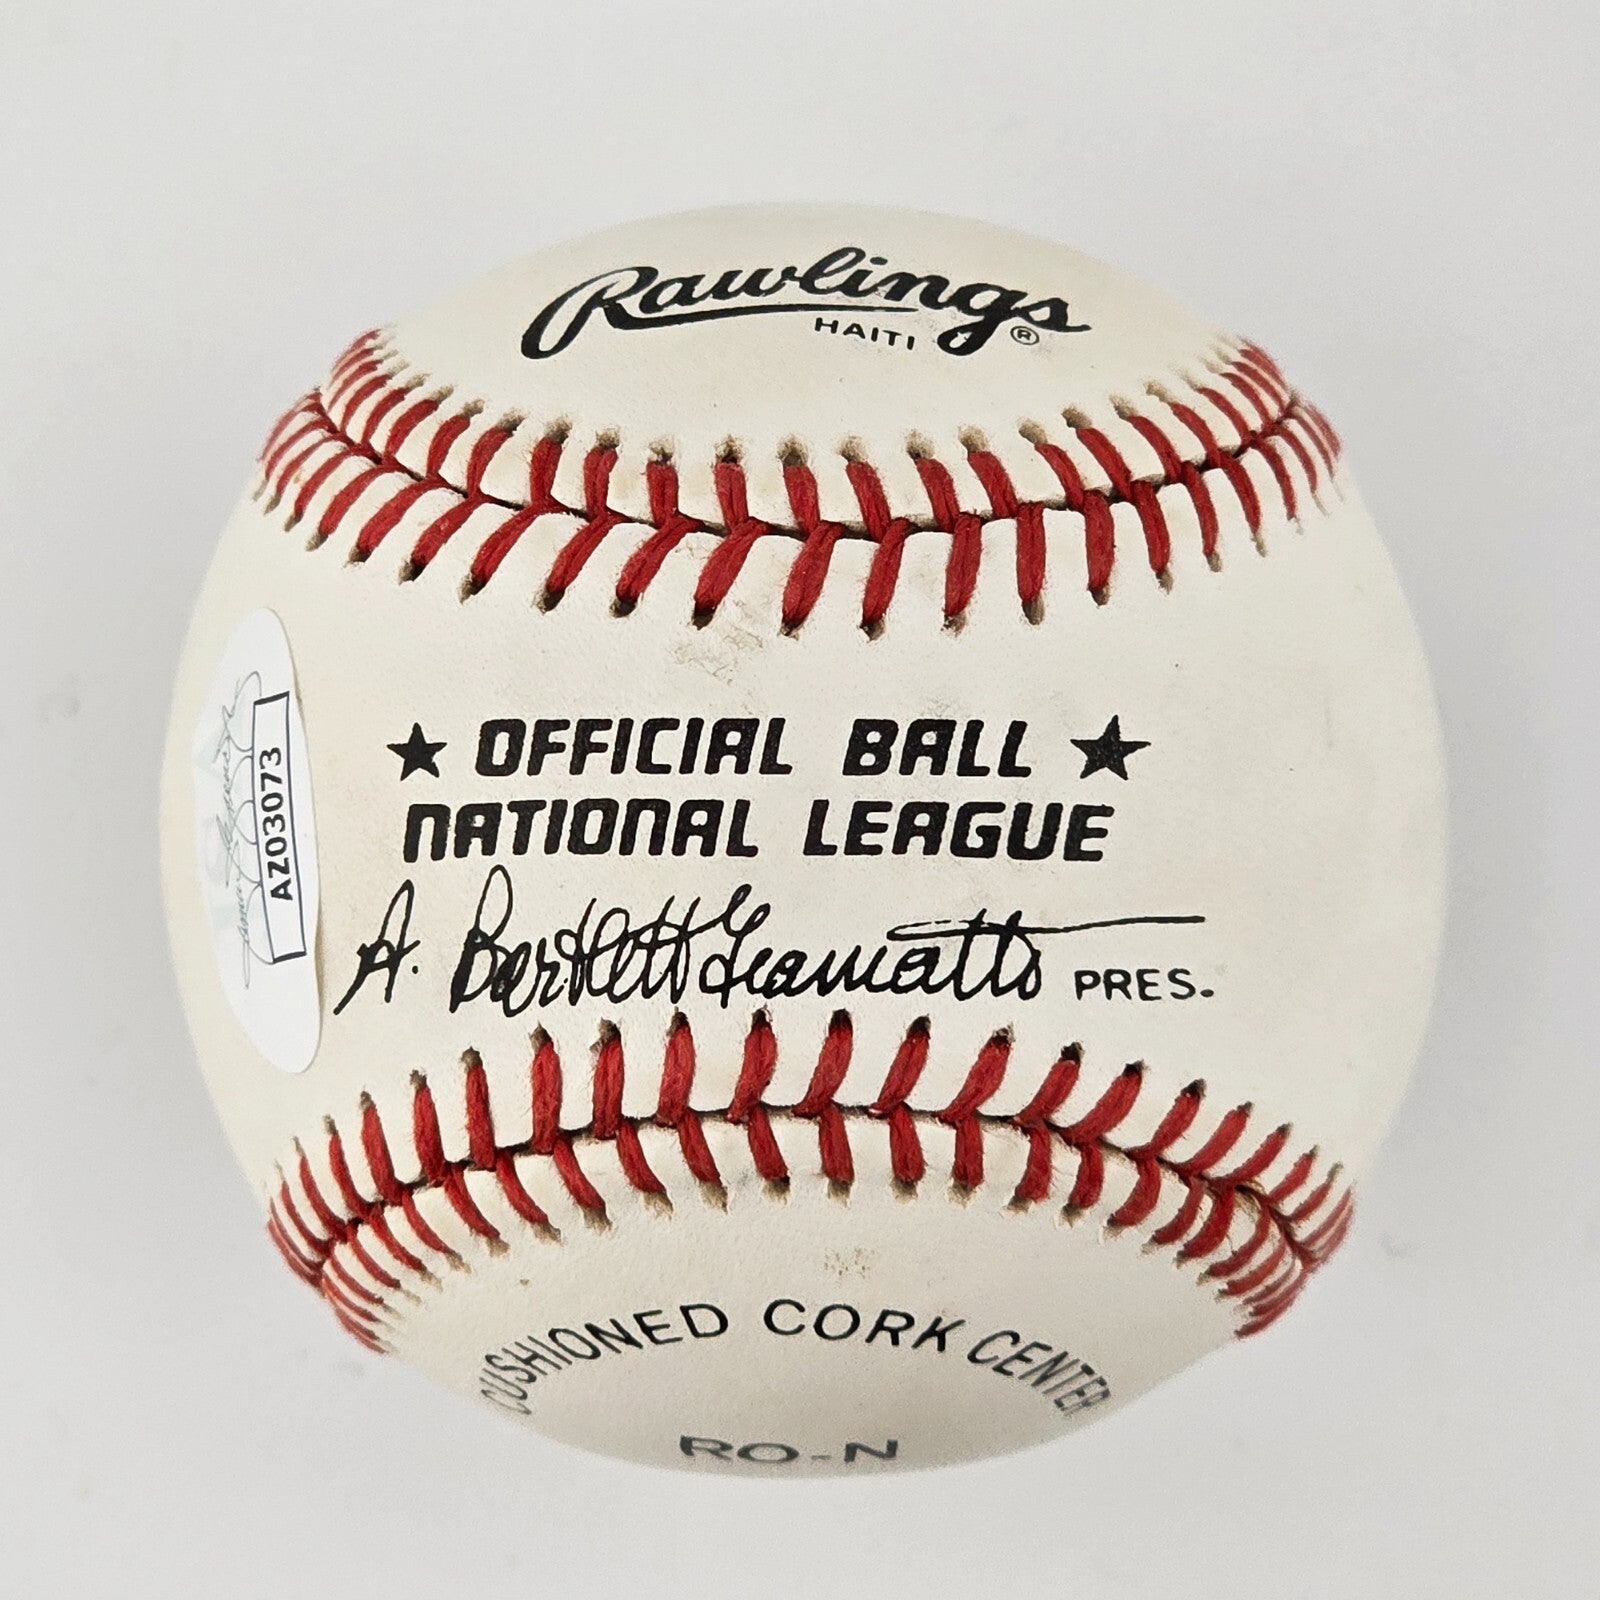 Rawlings
HAITI ®
★ OFFICIAL BALL ★
NATIONAL LEAGUE
A. Bartlett Giamatti PRES.
CUSHIONED CORK CENTER
RO-N
AZ03073